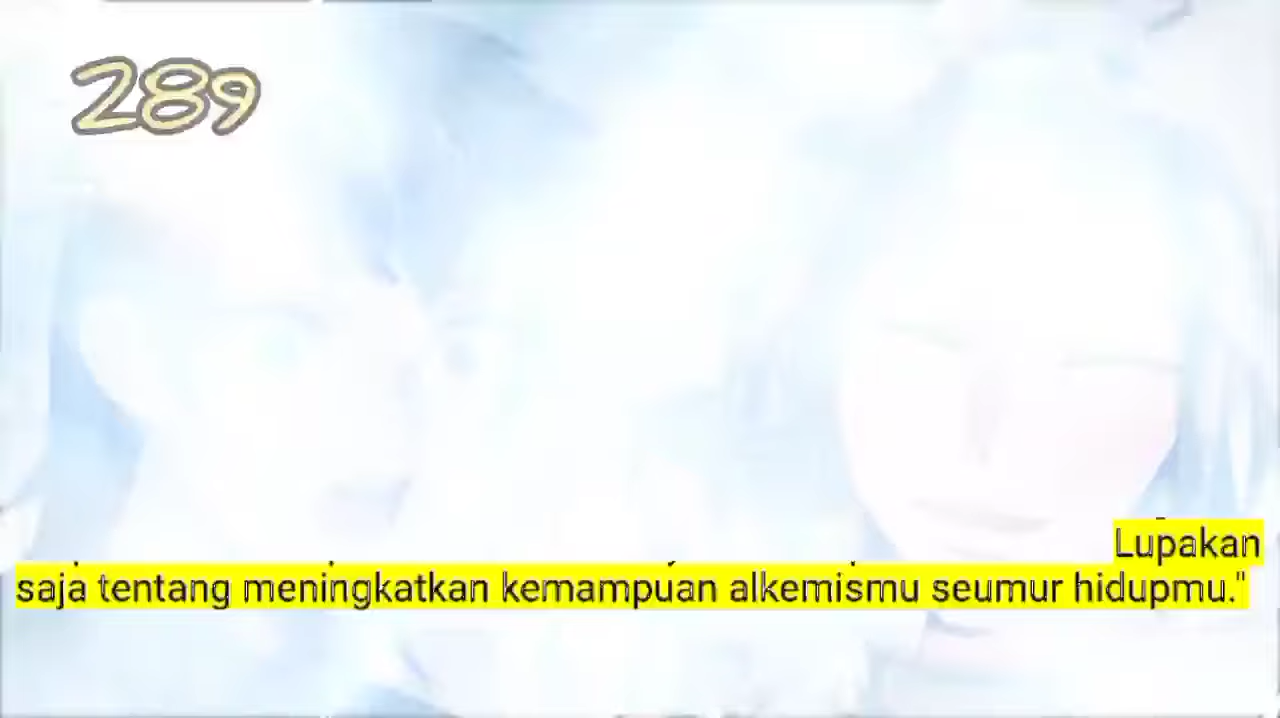 289
Lupakan
saja tentang meningkatkan kemampuan alkemismu seumur hidupmu."